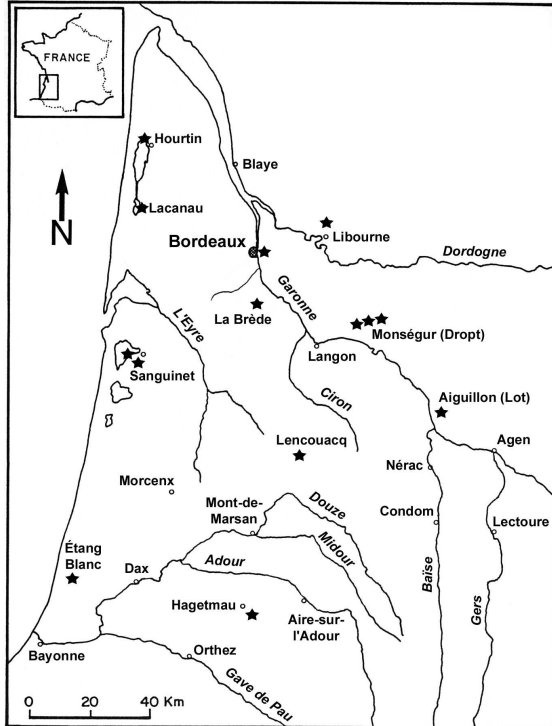 FRANCE
Hourtin
Blaye
Lacanau
N
Libourne
Bordeaux
Dordogne
Garonne
L'Eyre
La Brède
Monségur (Dropt)
Langon
Sanguinet
Ciron
Aiguillon (Lot)
Lencouacq
Agen
Nérac
Morcenx
Mont-de-
Marsan
Douze
Condom
Lectoure
Midour
Étang
Blanc
Adour
Dax
Baïse
Gers
Hagetmau
Aire-sur-
l'Adour
Bayonne
Orthez
Gave de Pau
0 20 40 Km